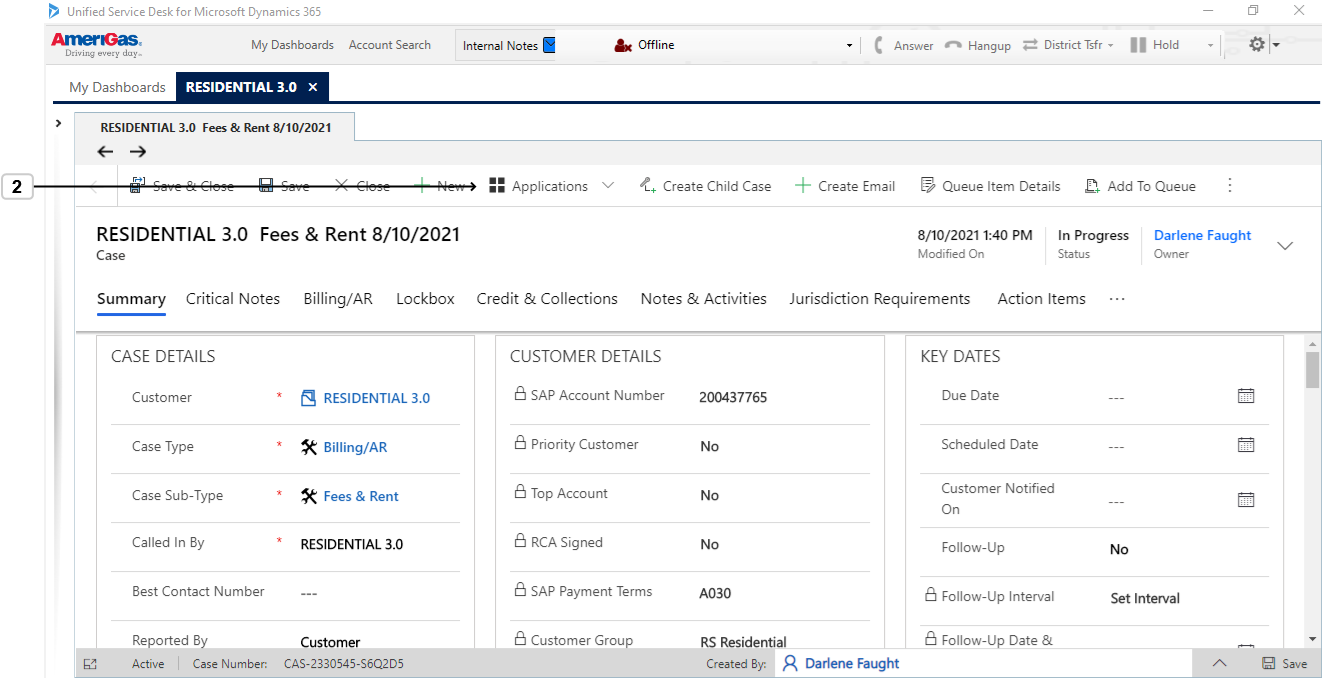 Unified Service Desk for Microsoft Dynamics 365
AmeriGas
Driving every day..
My Dashboards Account Search Internal Notes Offline Answer Hangup District Tsfr Hold
My Dashboards RESIDENTIAL 3.0 ×
RESIDENTIAL 3.0 Fees & Rent 8/10/2021
2
Save & Close Save Close New Applications Create Child Case Create Email Queue Item Details Add To Queue
RESIDENTIAL 3.0 Fees & Rent 8/10/2021
Case
8/10/2021 1:40 PM In Progress Darlene Faught
Modified On Status Owner
Summary Critical Notes Billing/AR Lockbox Credit & Collections Notes & Activities Jurisdiction Requirements Action Items ···
CASE DETAILS
Customer * RESIDENTIAL 3.0
Case Type * Billing/AR
Case Sub-Type * Fees & Rent
Called In By * RESIDENTIAL 3.0
Best Contact Number ---
Reported By Customer
CUSTOMER DETAILS
SAP Account Number 200437765
Priority Customer No
Top Account No
RCA Signed No
SAP Payment Terms A030
Customer Group RS Residential
KEY DATES
Due Date ---
Scheduled Date ---
Customer Notified
On ---
Follow-Up No
Follow-Up Interval Set Interval
Follow-Up Date &
Active Case Number: CAS-2330545-S6Q2D5 Created By: Darlene Faught Save